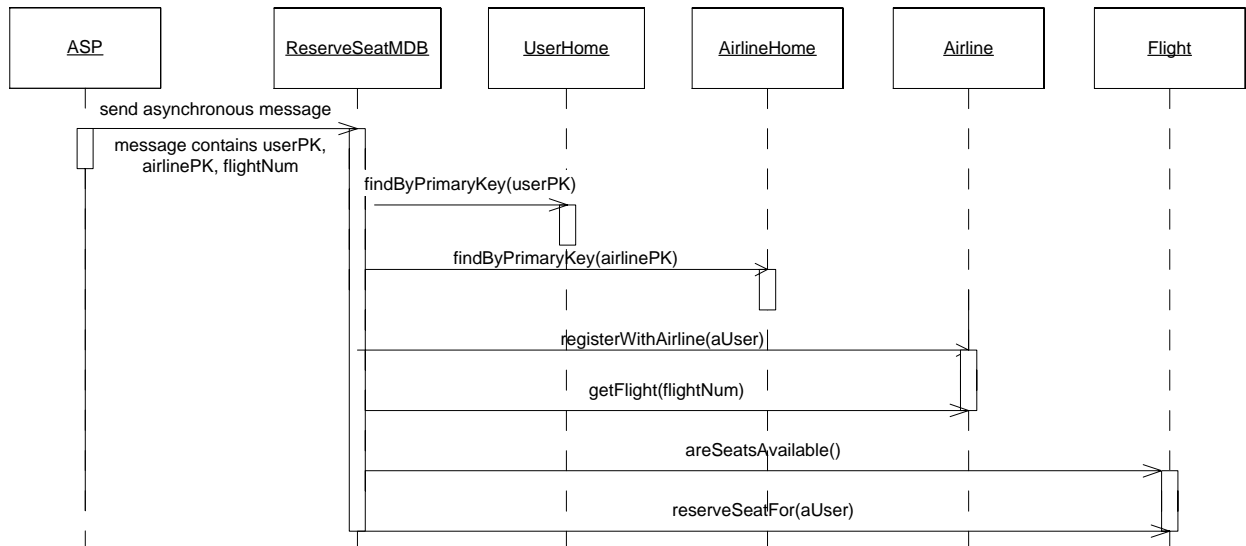 ASP
ReserveSeatMDB
UserHome
AirlineHome
Airline
Flight
send asynchronous message
message contains userPK,
airlinePK, flightNum
findByPrimaryKey(userPK)
findByPrimaryKey(airlinePK)
registerWithAirline(aUser)
getFlight(flightNum)
areSeatsAvailable()
reserveSeatFor(aUser)